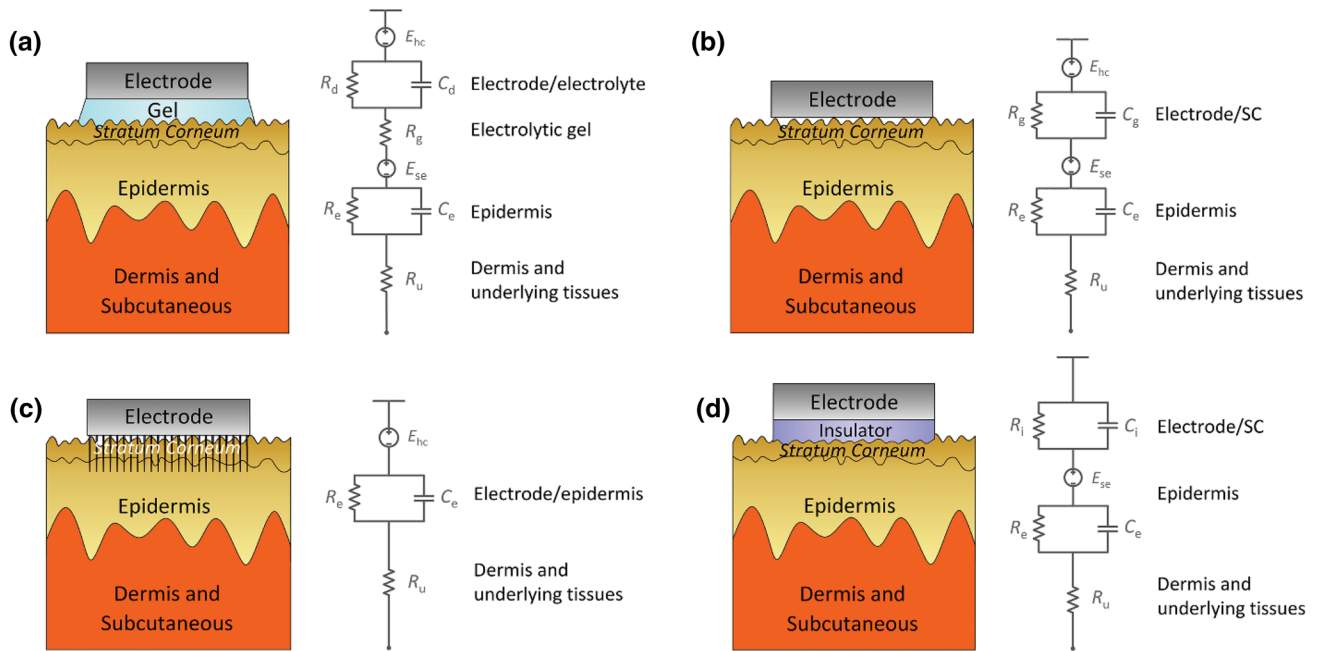 (a)
Electrode
Gel
Stratum Corneum
Epidermis
Dermis and
Subcutaneous
Ehc
Rd
Cd
Electrode/electrolyte
Rg
Electrolytic gel
Ese
Re
Ce
Epidermis
Ru
Dermis and
underlying tissues
(b)
Electrode
Stratum Corneum
Epidermis
Dermis and
Subcutaneous
Ehc
Rg
Cg
Electrode/SC
Ese
Re
Ce
Epidermis
Ru
Dermis and
underlying tissues
(c)
Electrode
Stratum Corneum
Epidermis
Dermis and
Subcutaneous
Ehc
Re
Ce
Electrode/epidermis
Ru
Dermis and
underlying tissues
(d)
Electrode
Insulator
Stratum Corneum
Epidermis
Dermis and
Subcutaneous
Ri
Ci
Electrode/SC
Ese
Epidermis
Re
Ce
Ru
Dermis and
underlying tissues